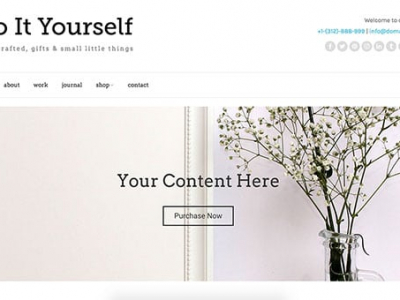 o It Yourself
rafted, gifts & small little things
Welcome to
+1-(312)-888-999 | info@doma
about work journal shop contact
Your Content Here
Purchase Now